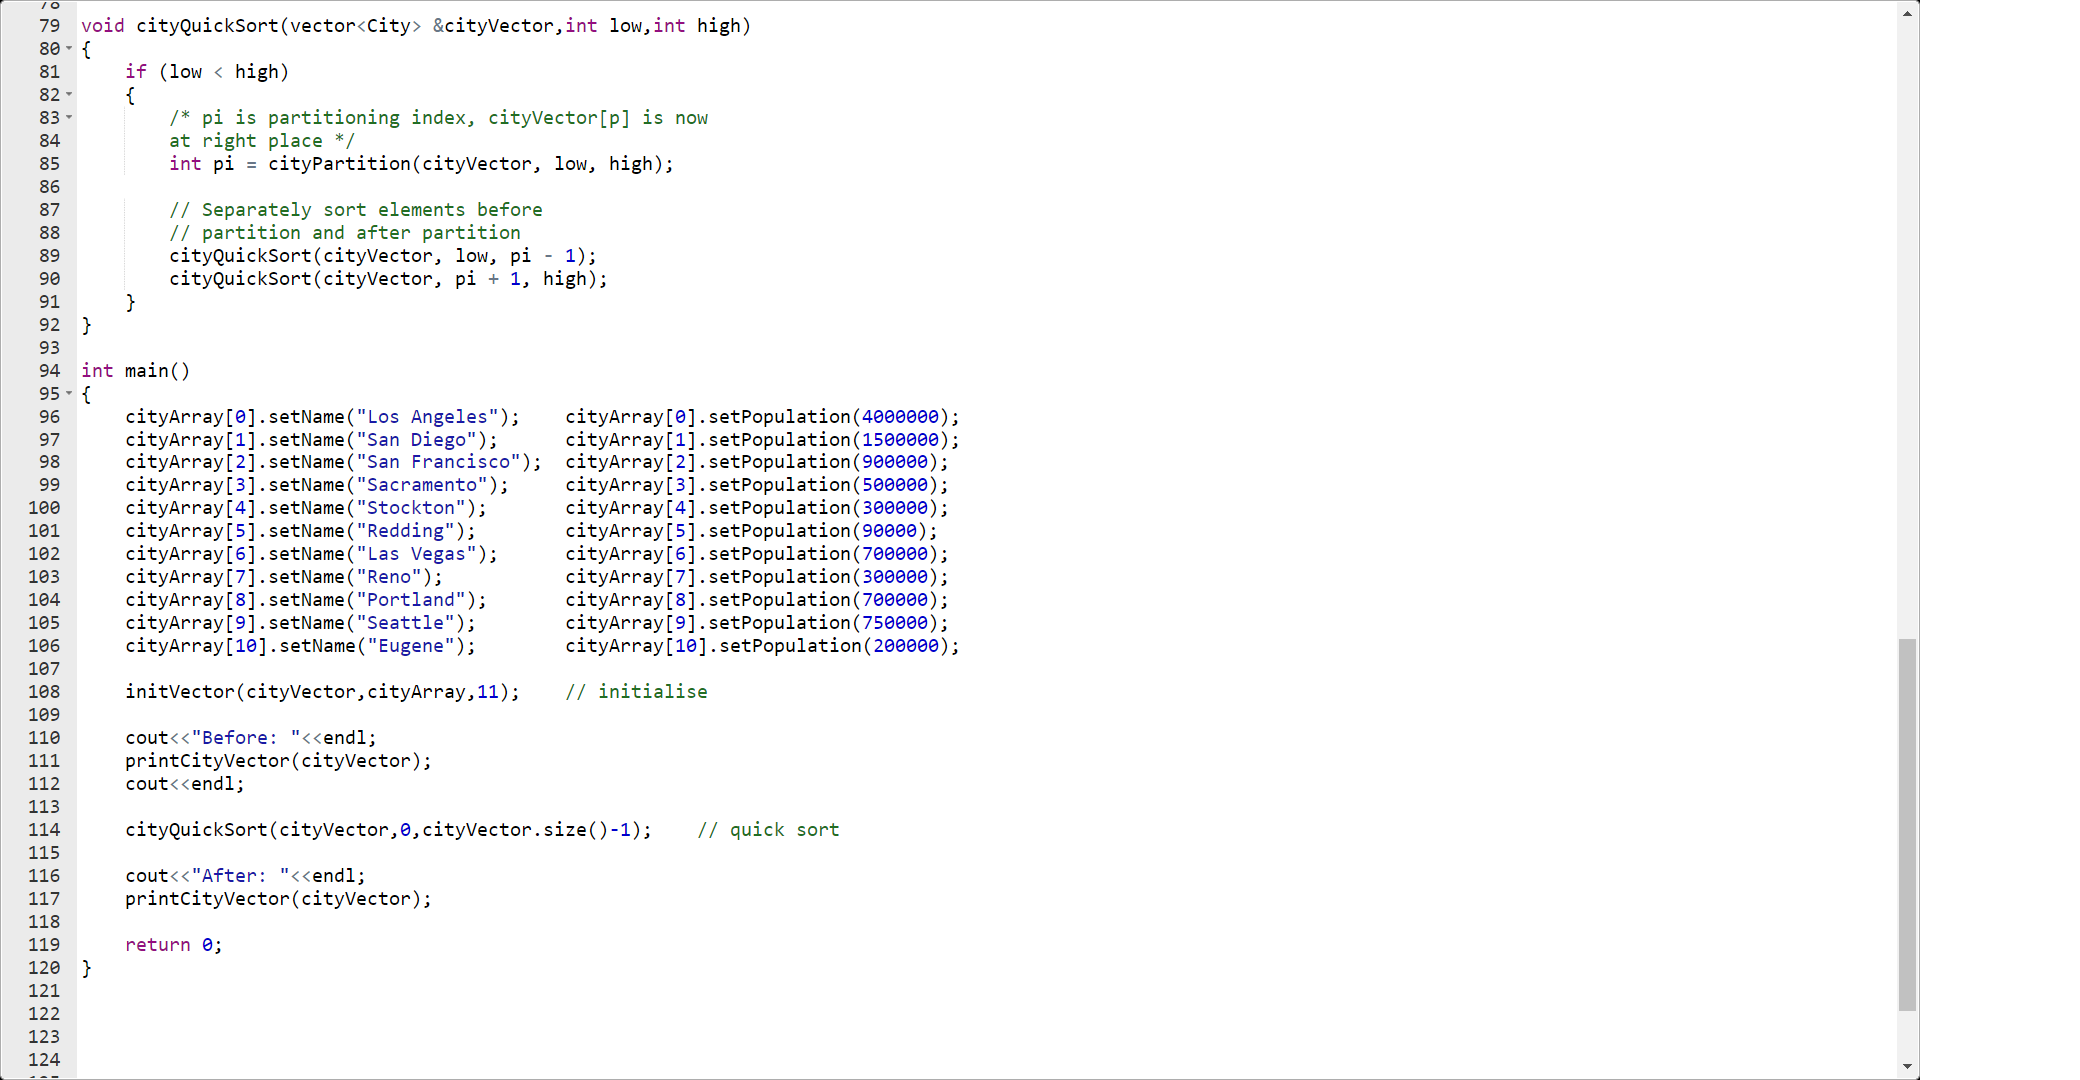 79 void cityQuickSort(vector<City> &cityVector,int low,int high)
80 {
81     if (low < high)
82     {
83         /* pi is partitioning index, cityVector[p] is now
84         at right place */
85         int pi = cityPartition(cityVector, low, high);
86
87         // Separately sort elements before
88         // partition and after partition
89         cityQuickSort(cityVector, low, pi - 1);
90         cityQuickSort(cityVector, pi + 1, high);
91     }
92 }
93
94 int main()
95 {
96     cityArray[0].setName("Los Angeles");    cityArray[0].setPopulation(4000000);
97     cityArray[1].setName("San Diego");      cityArray[1].setPopulation(1500000);
98     cityArray[2].setName("San Francisco");  cityArray[2].setPopulation(900000);
99     cityArray[3].setName("Sacramento");     cityArray[3].setPopulation(500000);
100     cityArray[4].setName("Stockton");       cityArray[4].setPopulation(300000);
101     cityArray[5].setName("Redding");        cityArray[5].setPopulation(90000);
102     cityArray[6].setName("Las Vegas");      cityArray[6].setPopulation(700000);
103     cityArray[7].setName("Reno");           cityArray[7].setPopulation(300000);
104     cityArray[8].setName("Portland");       cityArray[8].setPopulation(700000);
105     cityArray[9].setName("Seattle");        cityArray[9].setPopulation(750000);
106     cityArray[10].setName("Eugene");        cityArray[10].setPopulation(200000);
107
108     initVector(cityVector,cityArray,11);    // initialise
109
110     cout<<"Before: "<<endl;
111     printCityVector(cityVector);
112     cout<<endl;
113
114     cityQuickSort(cityVector,0,cityVector.size()-1);    // quick sort
115
116     cout<<"After: "<<endl;
117     printCityVector(cityVector);
118
119     return 0;
120 }
121
122
123
124